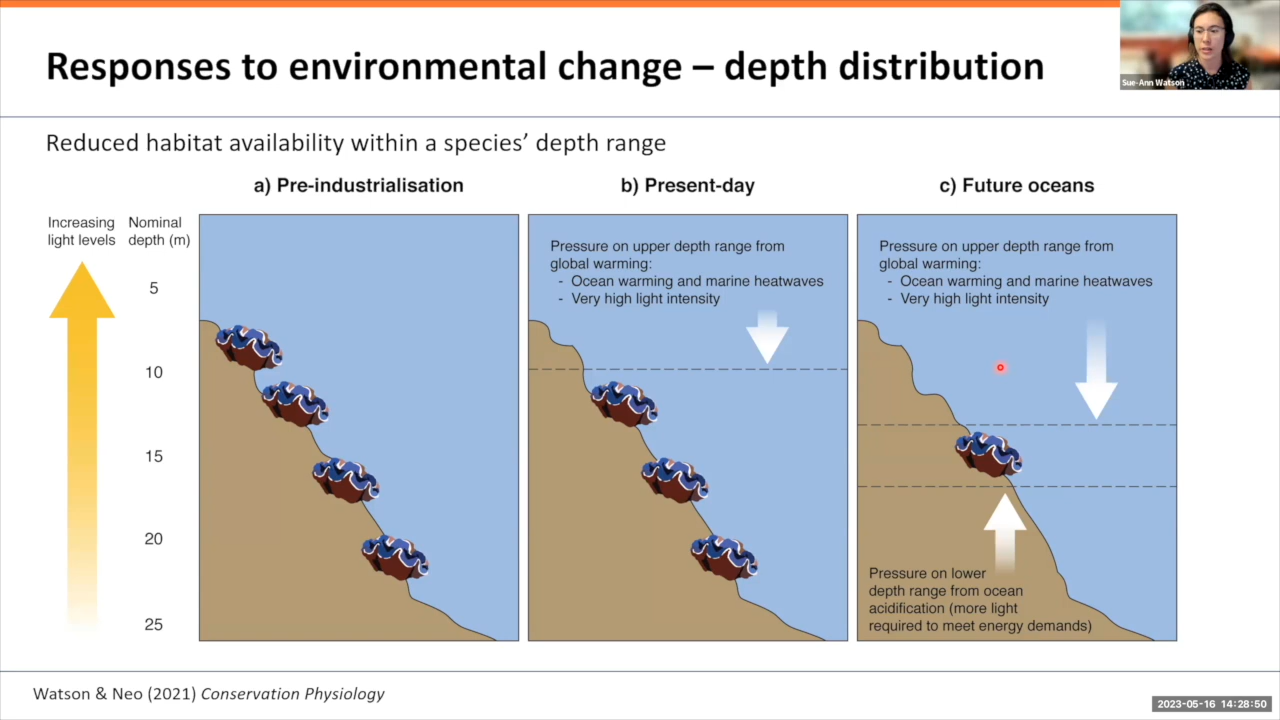 Responses to environmental change – depth distribution
Sue-Ann Watson
Reduced habitat availability within a species’ depth range
a) Pre-industrialisation
b) Present-day
c) Future oceans
Increasing
light levels
Nominal
depth (m)
5
10
15
20
25
Pressure on upper depth range from
global warming:
- Ocean warming and marine heatwaves
- Very high light intensity
Pressure on upper depth range from
global warming:
- Ocean warming and marine heatwaves
- Very high light intensity
Pressure on lower
depth range from ocean
acidification (more light
required to meet energy demands)
Watson & Neo (2021) Conservation Physiology
2023-05-16 14:28:50